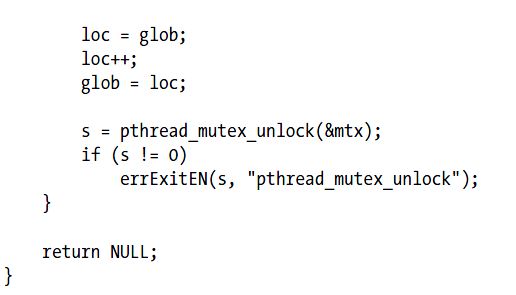 loc = glob;
loc++;
glob = loc;
s = pthread_mutex_unlock(&mtx);
if (s != 0)
errExitEN(s, "pthread_mutex_unlock");
}
return NULL;
}